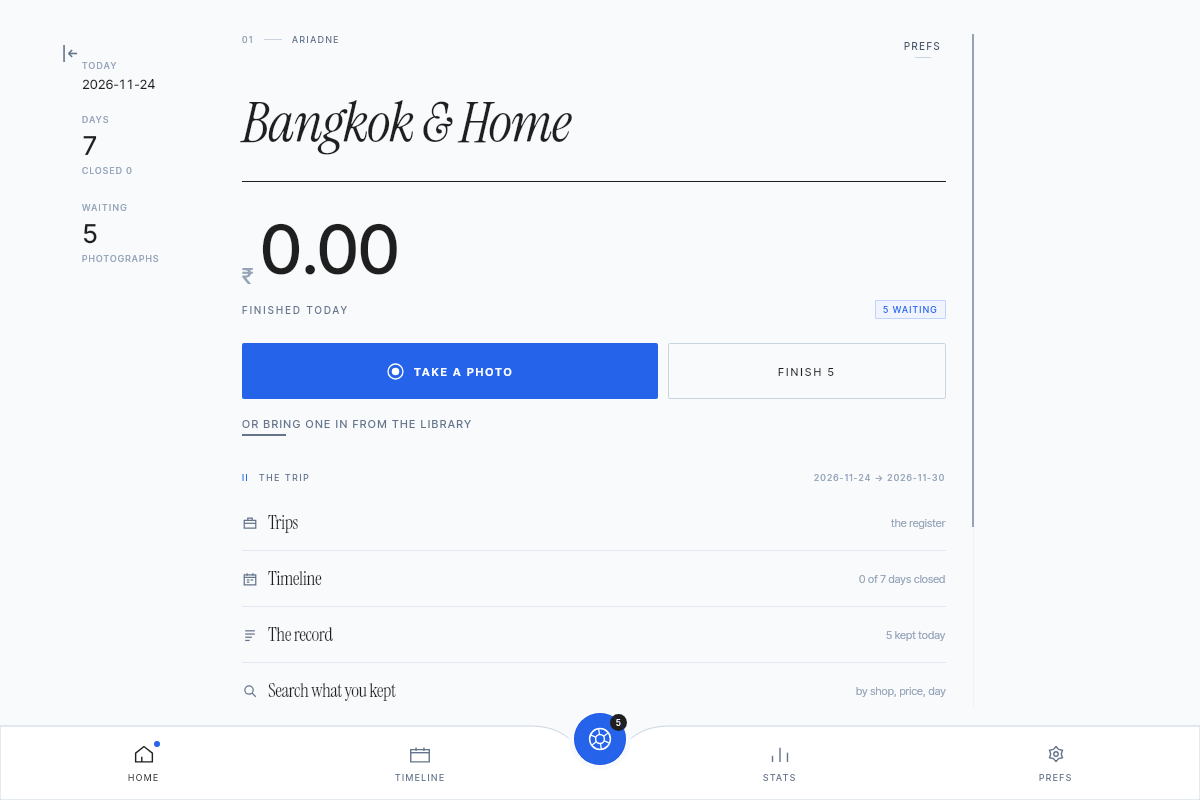 01 ARIADNE
PREFS
TODAY
2026-11-24
DAYS
7
CLOSED 0
WAITING
5
PHOTOGRAPHS
Bangkok & Home
₹ 0.00
FINISHED TODAY
5 WAITING
TAKE A PHOTO
FINISH 5
OR BRING ONE IN FROM THE LIBRARY
II THE TRIP
2026-11-24 → 2026-11-30
Trips
the register
Timeline
0 of 7 days closed
The record
5 kept today
Search what you kept
by shop, price, day
5
HOME
TIMELINE
STATS
PREFS